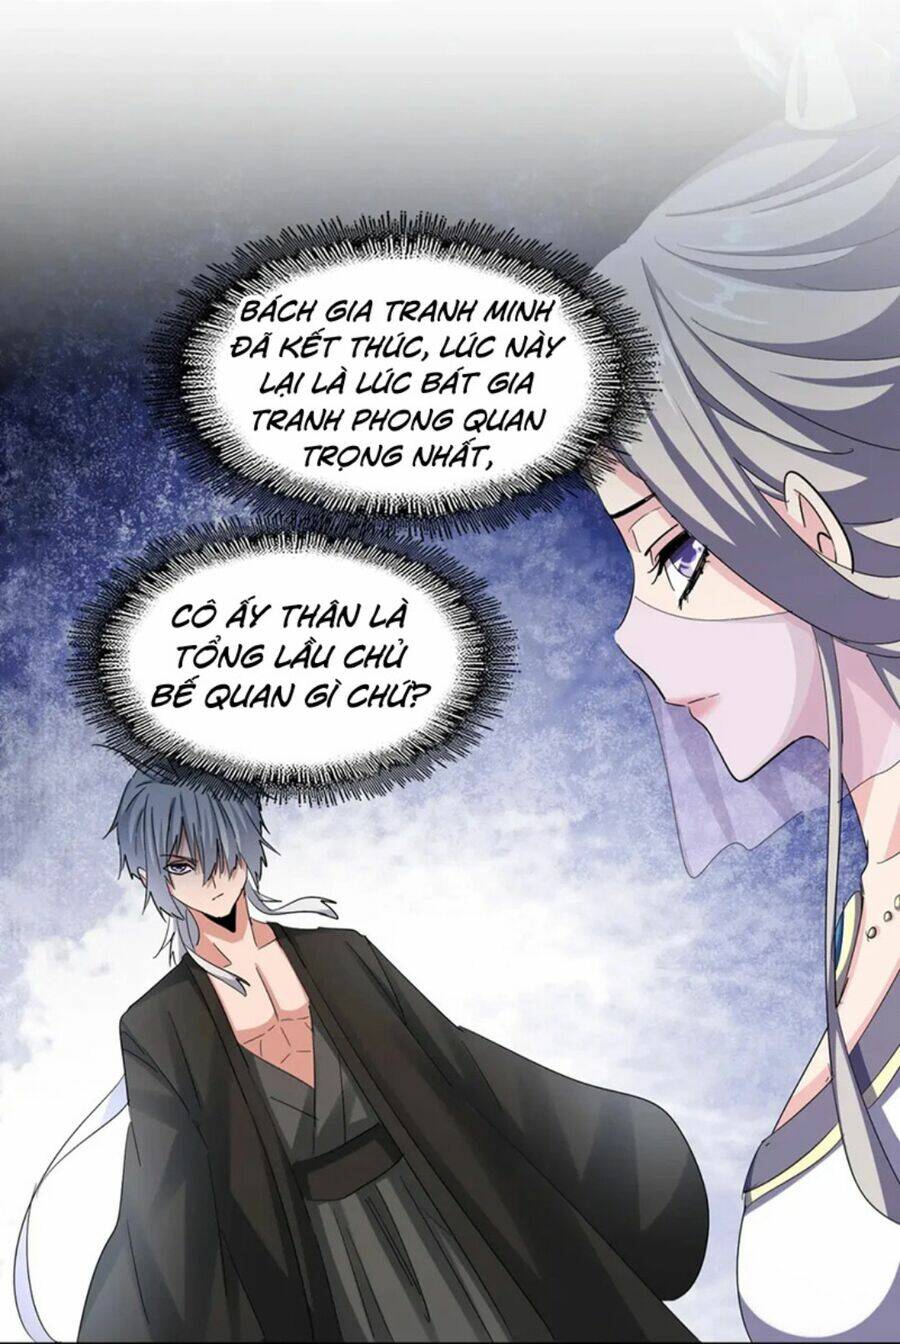 BÁCH GIA TRANH MINH
ĐÃ KẾT THÚC, LÚC NÀY
LẠI LÀ LÚC BÁT GIA
TRANH PHONG QUAN
TRỌNG NHẤT,
CÔ ẤY THÂN LÀ
TỔNG LẦU CHỦ
BẾ QUAN GÌ CHỨ?